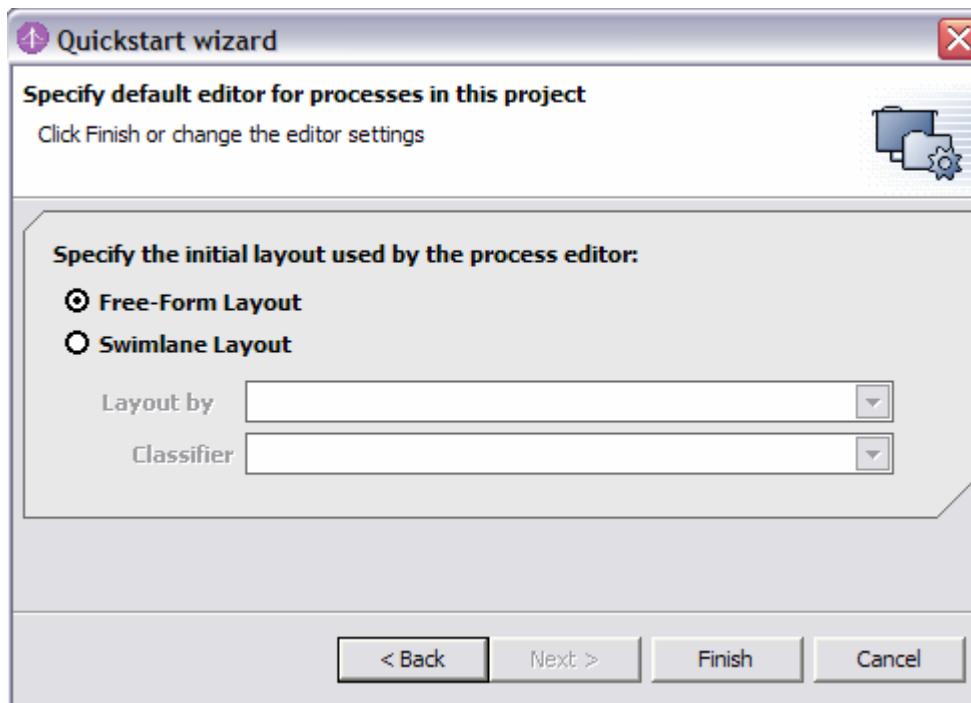 Quickstart wizard
Specify default editor for processes in this project
Click Finish or change the editor settings
Specify the initial layout used by the process editor:
Free-Form Layout
Swimlane Layout
Layout by
Classifier
< Back Next > Finish Cancel